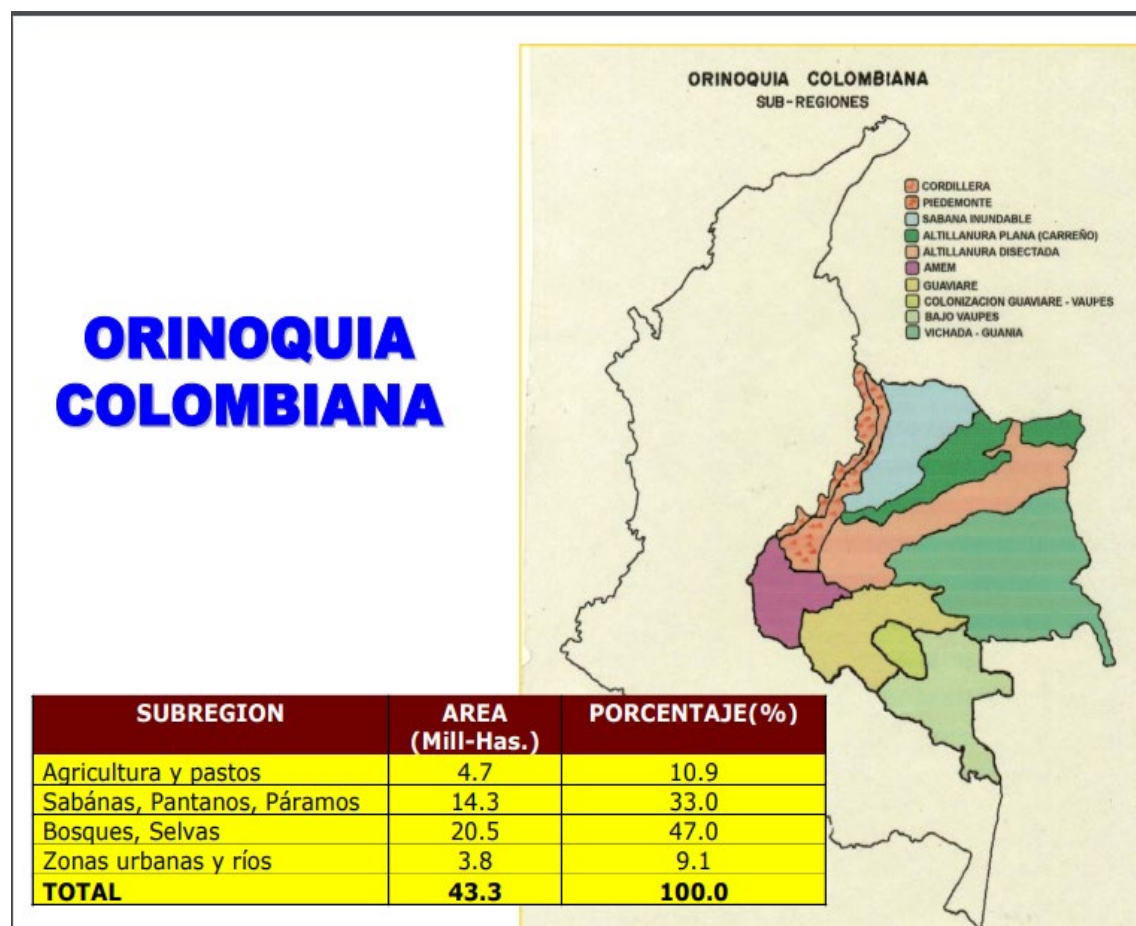 ORINOQUIA COLOMBIANA
SUB-REGIONES
CORDILLERA
PIEDEMONTE
SABANA INUNDABLE
ALTILLANURA PLANA (CARREÑO)
ALTILLANURA DISECTADA
AMEM
GUAVIARE
COLONIZACION GUAVIARE - VAUPES
BAJO VAUPES
VICHADA - GUANIA
ORINOQUIA
COLOMBIANA
SUBREGION AREA (Mill-Has.) PORCENTAJE(%)
Agricultura y pastos 4.7 10.9
Sabánas, Pantanos, Páramos 14.3 33.0
Bosques, Selvas 20.5 47.0
Zonas urbanas y ríos 3.8 9.1
TOTAL 43.3 100.0